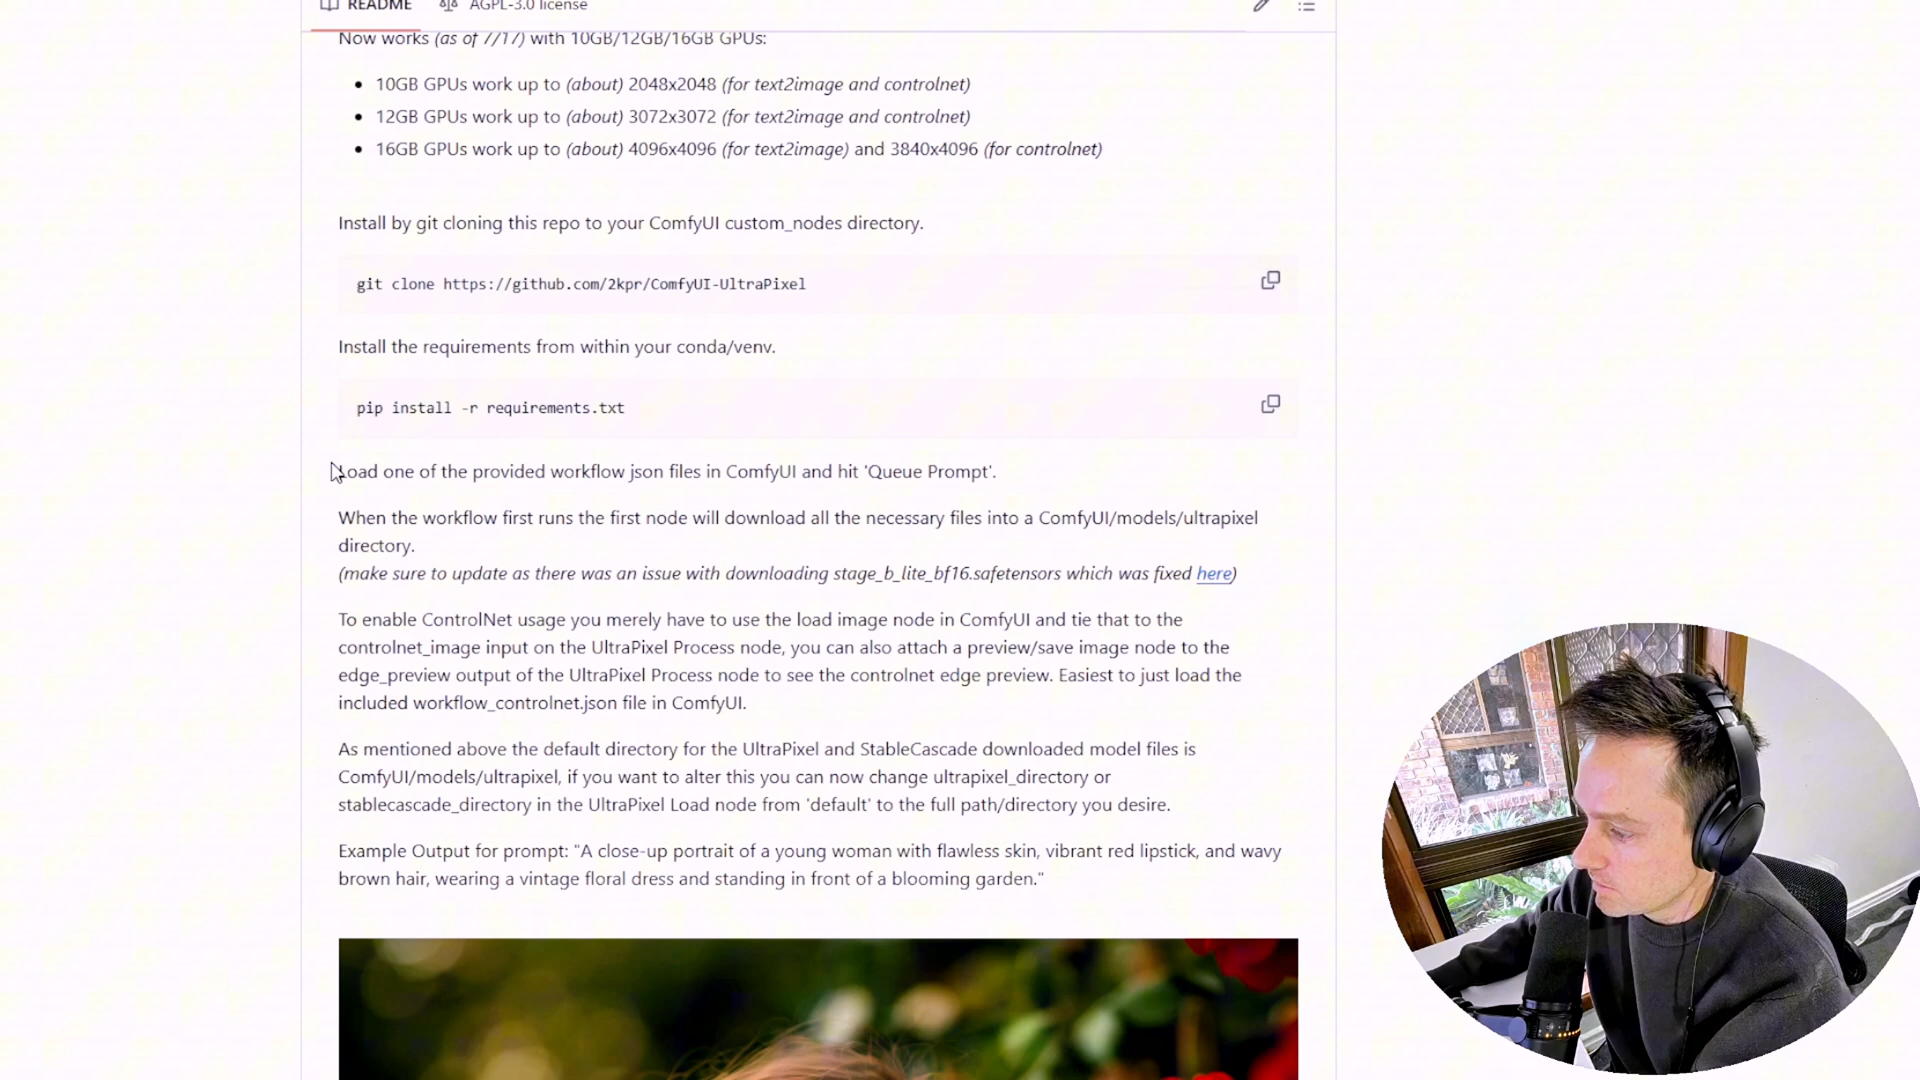 README AGPL-3.0 license
Now works (as of 7/17) with 10GB/12GB/16GB GPUs:
10GB GPUs work up to (about) 2048x2048 (for text2image and controlnet)
12GB GPUs work up to (about) 3072x3072 (for text2image and controlnet)
16GB GPUs work up to (about) 4096x4096 (for text2image) and 3840x4096 (for controlnet)
Install by git cloning this repo to your ComfyUI custom_nodes directory.
git clone https://github.com/2kpr/ComfyUI-UltraPixel
Install the requirements from within your conda/venv.
pip install -r requirements.txt
Load one of the provided workflow json files in ComfyUI and hit 'Queue Prompt'.
When the workflow first runs the first node will download all the necessary files into a ComfyUI/models/ultrapixel
directory.
(make sure to update as there was an issue with downloading stage_b_lite_bf16.safetensors which was fixed here)
To enable ControlNet usage you merely have to use the load image node in ComfyUI and tie that to the
controlnet_image input on the UltraPixel Process node, you can also attach a preview/save image node to the
edge_preview output of the UltraPixel Process node to see the controlnet edge preview. Easiest to just load the
included workflow_controlnet.json file in ComfyUI.
As mentioned above the default directory for the UltraPixel and StableCascade downloaded model files is
ComfyUI/models/ultrapixel, if you want to alter this you can now change ultrapixel_directory or
stablecascade_directory in the UltraPixel Load node from 'default' to the full path/directory you desire.
Example Output for prompt: "A close-up portrait of a young woman with flawless skin, vibrant red lipstick, and wavy
brown hair, wearing a vintage floral dress and standing in front of a blooming garden."